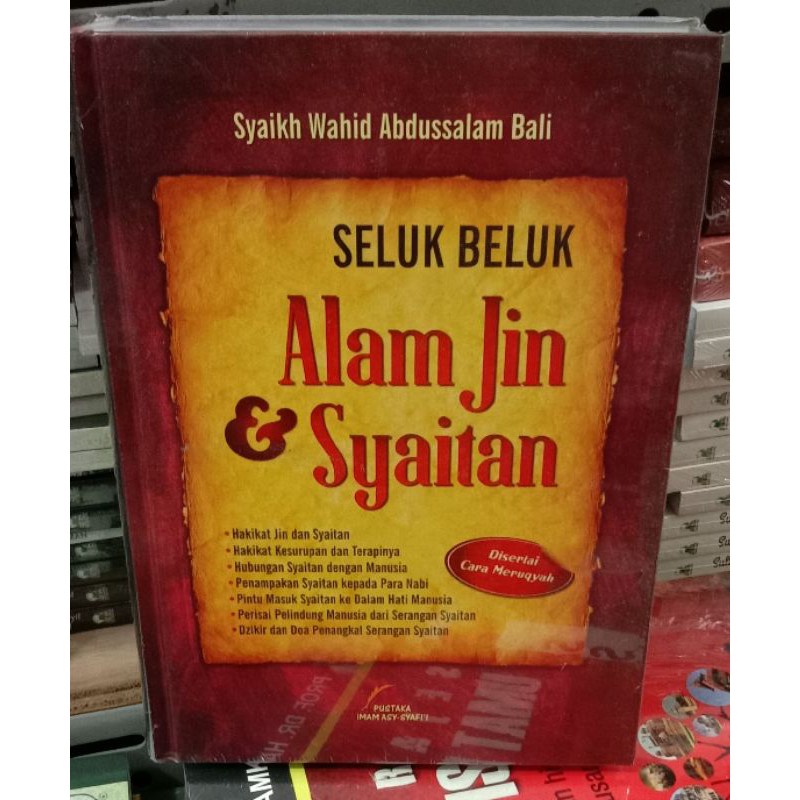 Syaikh Wahid Abdussalam Bali
SELUK BELUK
Alam Jin
& Syaitan
• Hakikat Jin dan Syaitan
• Hakikat Kesurupan dan Terapinya
• Hubungan Syaitan dengan Manusia
• Penampakan Syaitan kepada Para Nabi
• Pintu Masuk Syaitan ke Dalam Hati Manusia
• Perisai Pelindung Manusia dari Serangan Syaitan
• Dzikir dan Doa Penangkal Serangan Syaitan
Disertai
Cara Meruqyah
PUSTAKA
IMAM ASY-SYAFI'I